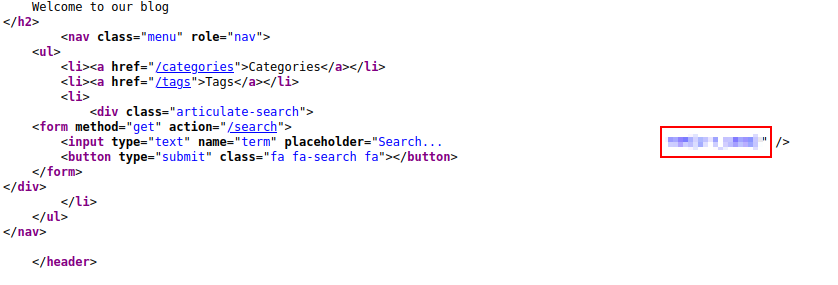 Welcome to our blog
</h2>
<nav class="menu" role="nav">
<ul>
<li><a href="/categories">Categories</a></li>
<li><a href="/tags">Tags</a></li>
<li>
<div class="articulate-search">
<form method="get" action="/search">
<input type="text" name="term" placeholder="Search... " />
<button type="submit" class="fa fa-search fa"></button>
</form>
</div>
</li>
</ul>
</nav>
</header>